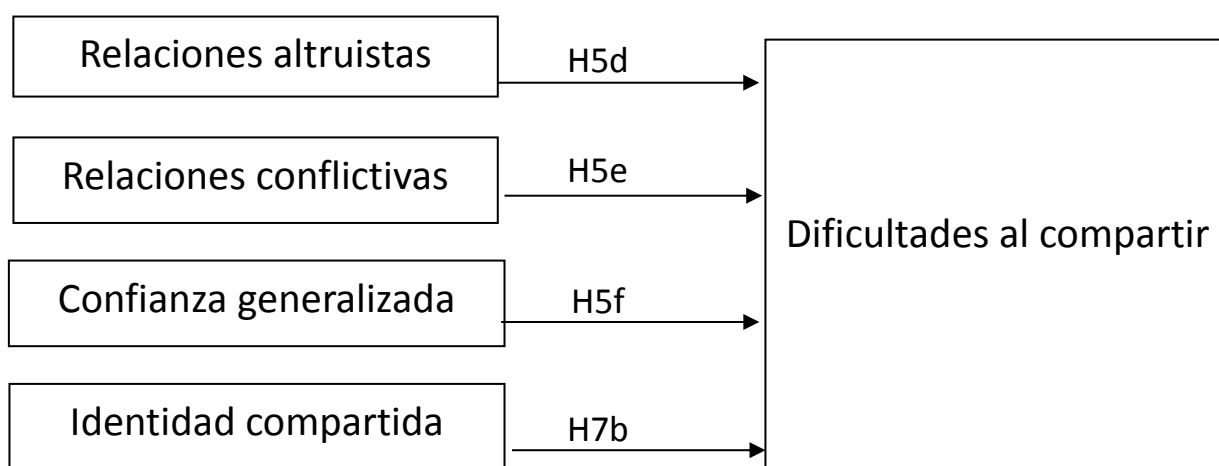 Relaciones altruistas
H5d
Relaciones conflictivas
H5e
Confianza generalizada
H5f
Identidad compartida
H7b
Dificultades al compartir